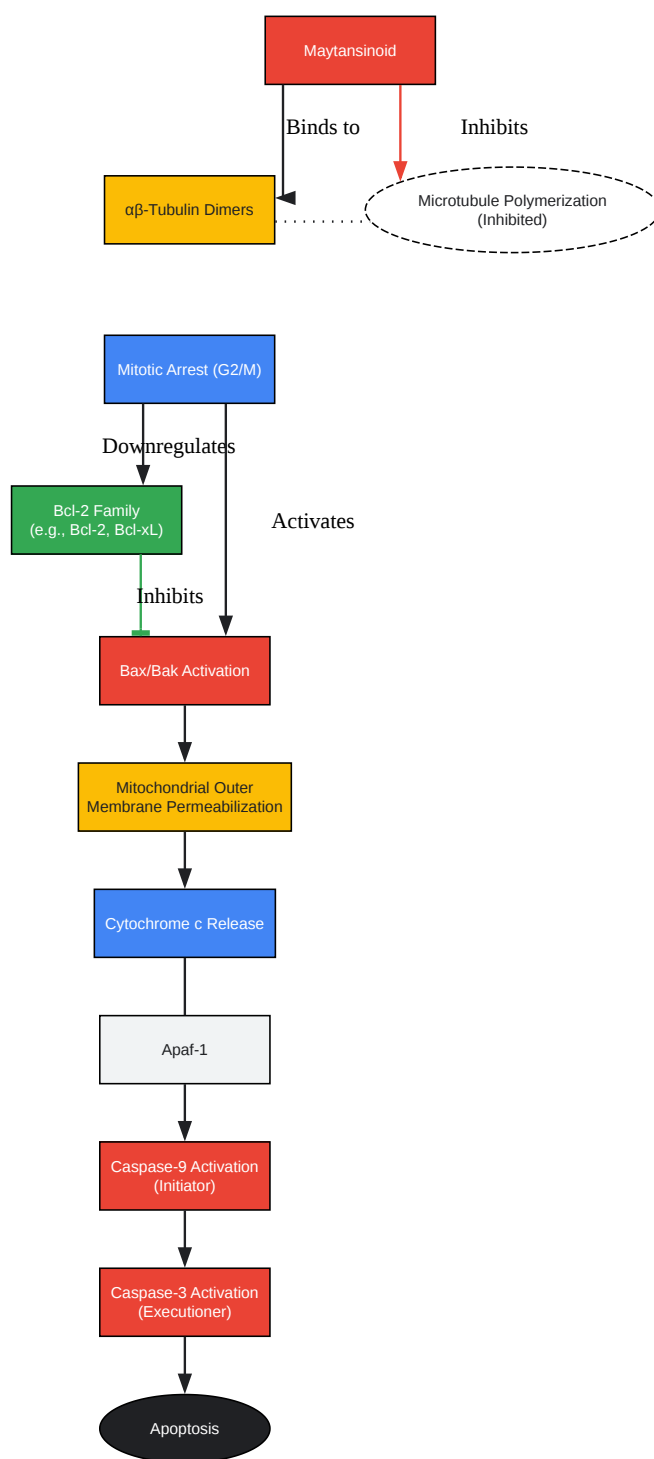 Maytansinoid
Binds to
Inhibits
αβ-Tubulin Dimers
Microtubule Polymerization
(Inhibited)
Mitotic Arrest (G2/M)
Downregulates
Bcl-2 Family
(e.g., Bcl-2, Bcl-xL)
Activates
Inhibits
Bax/Bak Activation
Mitochondrial Outer
Membrane Permeabilization
Cytochrome c Release
Apaf-1
Caspase-9 Activation
(Initiator)
Caspase-3 Activation
(Executioner)
Apoptosis